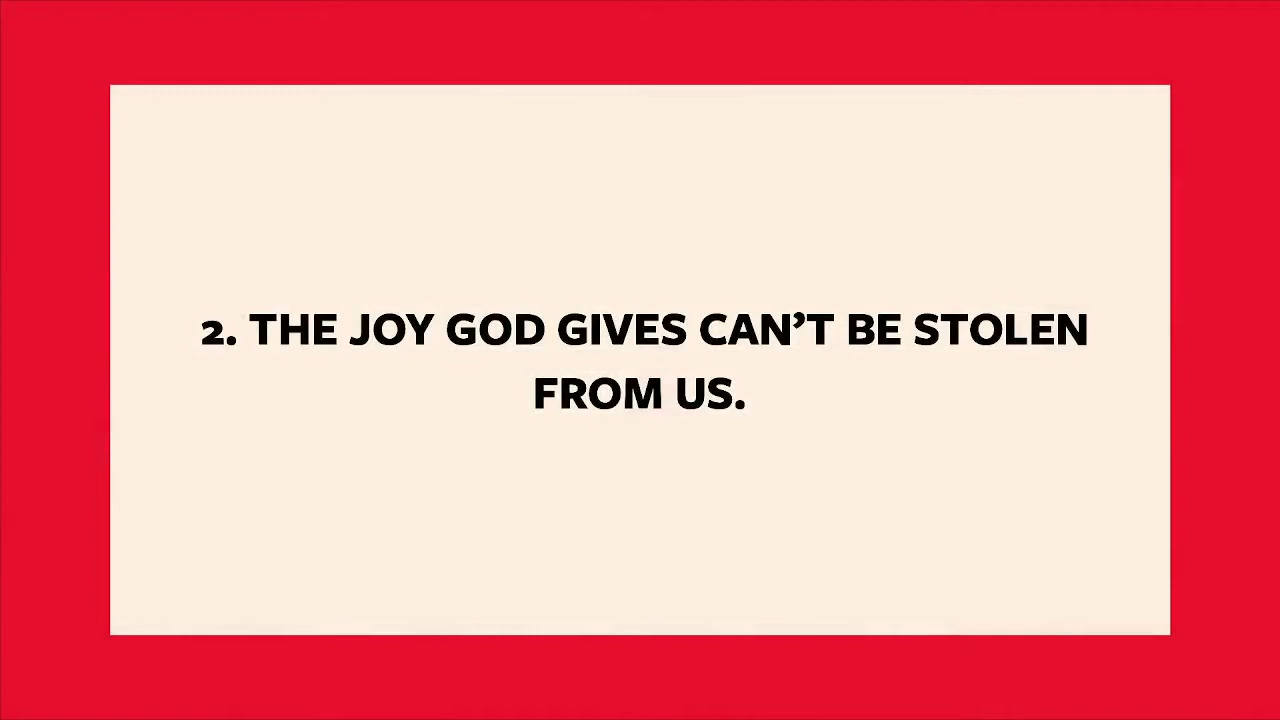 2. THE JOY GOD GIVES CAN’T BE STOLEN
FROM US.